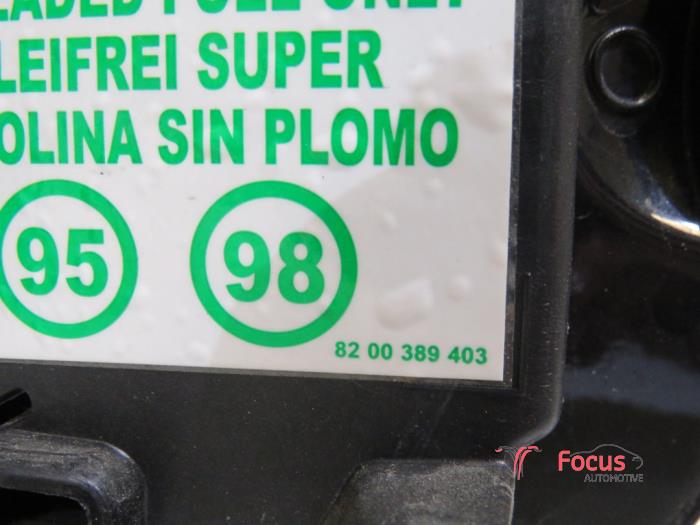 LEIFREI SUPER
OLINA SIN PLOMO
95 98
82 00 389 403
Focus
AUTOMOTIVE